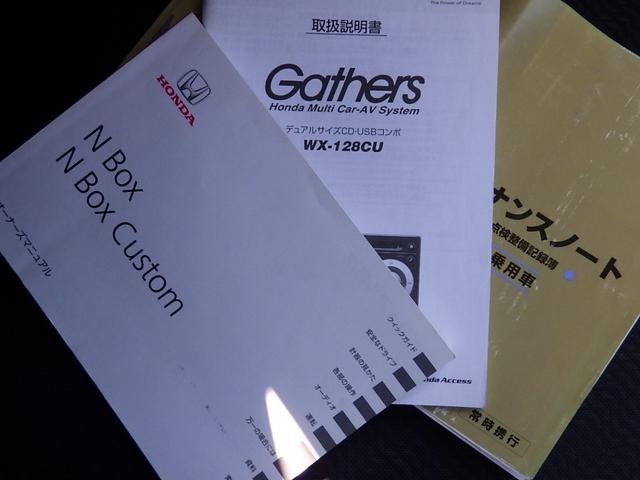 HONDA
N Box
N Box Custom
オーナーズマニュアル
クイックガイド
安全なドライブ
計器の見かた
各部の操作
オーディオ
運転
万一の場合には
資料
The Power of Dreams
取扱説明書
Gathers
Honda Multi Car-AV System
デュアルサイズCD・USBコンポ
WX-128CU
nda Access
ナンスノート
点検整備記録簿
乗用車
常時携行